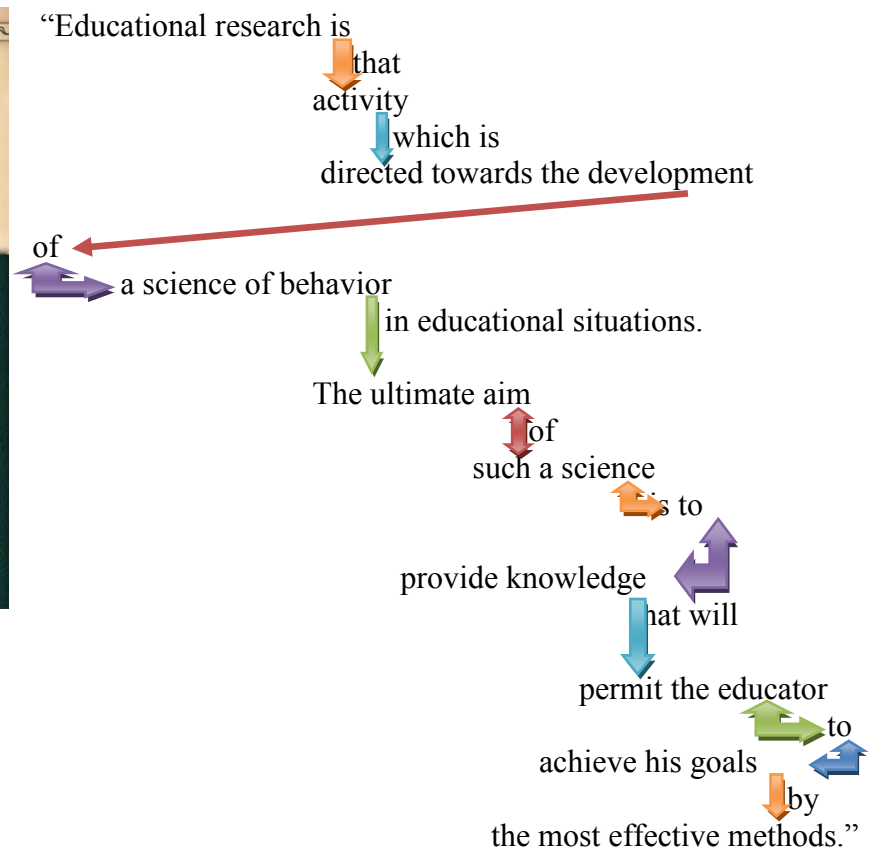 “Educational research is
that
activity
which is
directed towards the development
of
a science of behavior
in educational situations.
The ultimate aim
of
such a science
is to
provide knowledge
hat will
permit the educator
to
achieve his goals
by
the most effective methods.”